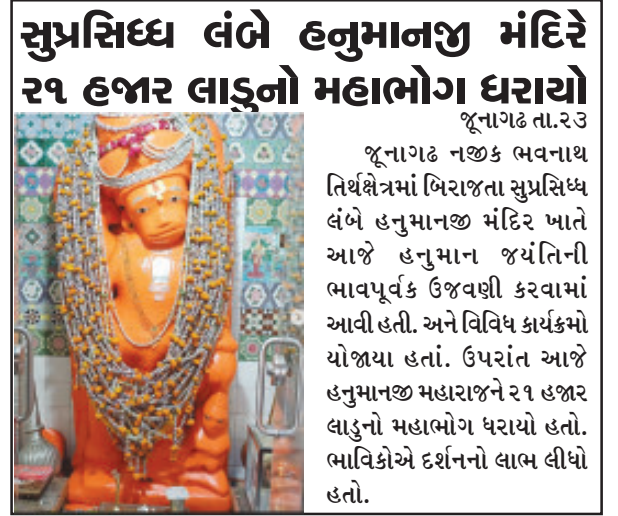 સુપ્રસિધ્ધ લંબે હનુમાનજી મંદિરે
૨૧ હજાર લાડુનો મહાભોગ ધરાયો
જૂનાગઢ તા.૨૩
જૂનાગઢ નજીક ભવનાથ
તિર્થક્ષેત્રમાં બિરાજતા સુપ્રસિધ્ધ
લંબે હનુમાનજી મંદિર ખાતે
આજે હનુમાન જયંતિની
ભાવપૂર્વક ઉજવણી કરવામાં
આવી હતી. અને વિવિધ કાર્યક્રમો
યોજાયા હતાં. ઉપરાંત આજે
હનુમાનજી મહારાજને ૨૧ હજાર
લાડુનો મહાભોગ ધરાયો હતો.
ભાવિકોએ દર્શનનો લાભ લીધો
હતો.